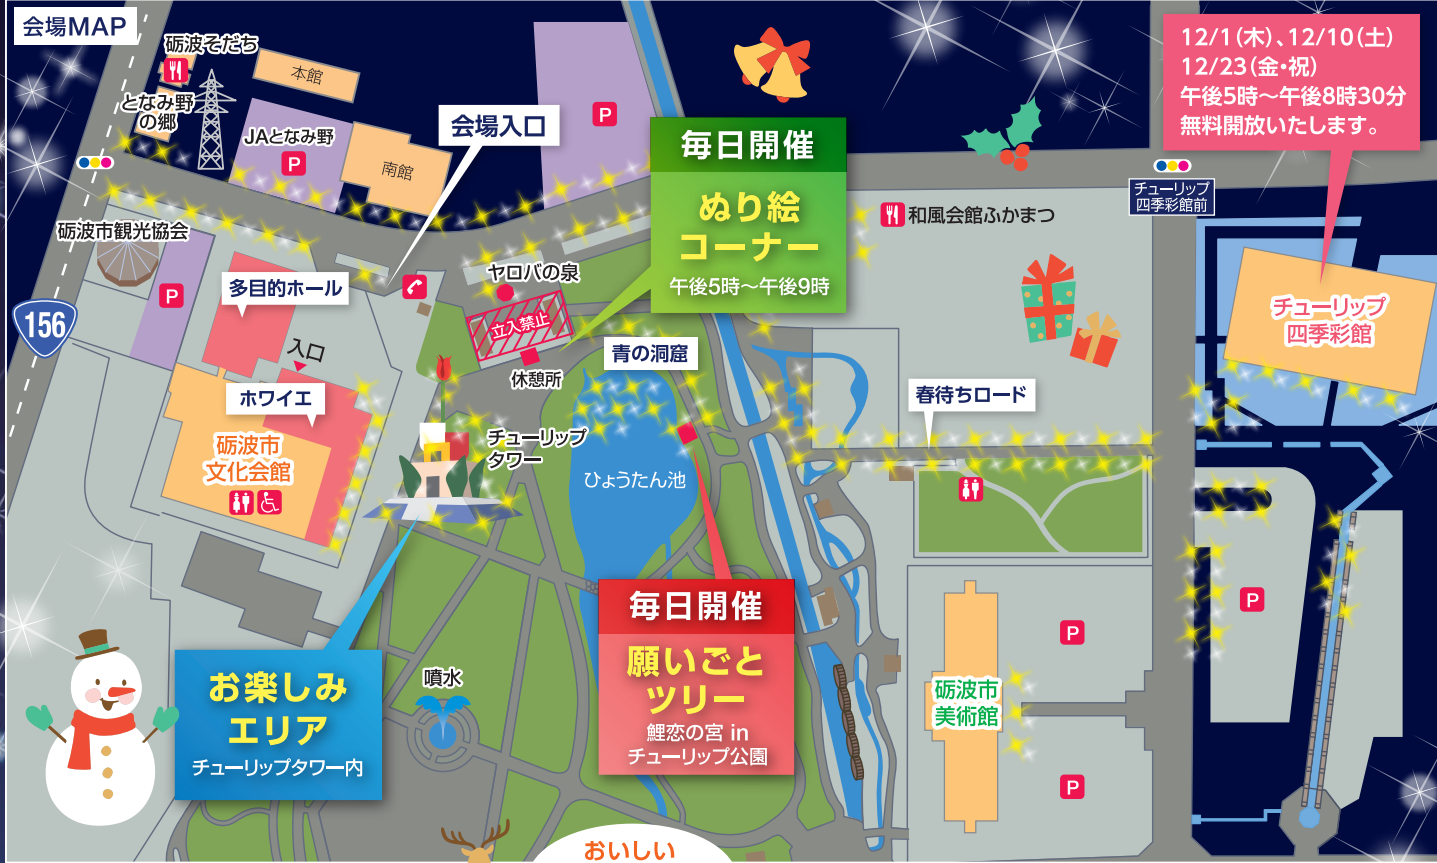 会場MAP
砺波そだち
本館
となみ野
の郷
JAとなみ野
P
南館
会場入口
P
毎日開催
ぬり絵
コーナー
午後5時～午後9時
12/1(木)、12/10(土)
12/23(金・祝)
午後5時～午後8時30分
無料開放いたします。
チューリップ
四季彩館前
和風会館ふかまつ
砺波市観光協会
P
多目的ホール
ヤロバの泉
立入禁止
休憩所
青の洞窟
チューリップ
四季彩館
156
入口
ホワイエ
砺波市
文化会館
チューリップ
タワー
ひょうたん池
春待ちロード
毎日開催
願いごと
ツリー
鯉恋の宮 in
チューリップ公園
お楽しみ
エリア
チューリップタワー内
噴水
P
P
砺波市
美術館
P
おいしい